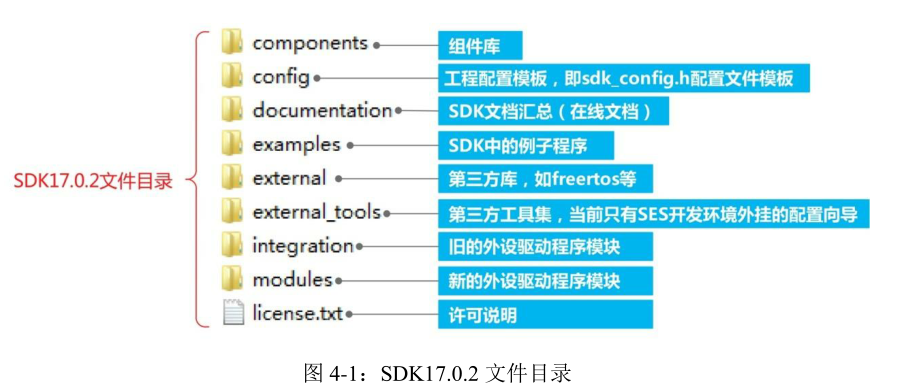 components 组件库
config 工程配置模板，即sdk_config.h配置文件模板
documentation SDK文档汇总（在线文档）
examples SDK中的例子程序
SDK17.0.2文件目录
external 第三方库，如freertos等
external_tools 第三方工具集，当前只有SES开发环境外挂的配置向导
integration 旧的外设驱动程序模块
modules 新的外设驱动程序模块
license.txt 许可说明
图 4-1：SDK17.0.2 文件目录